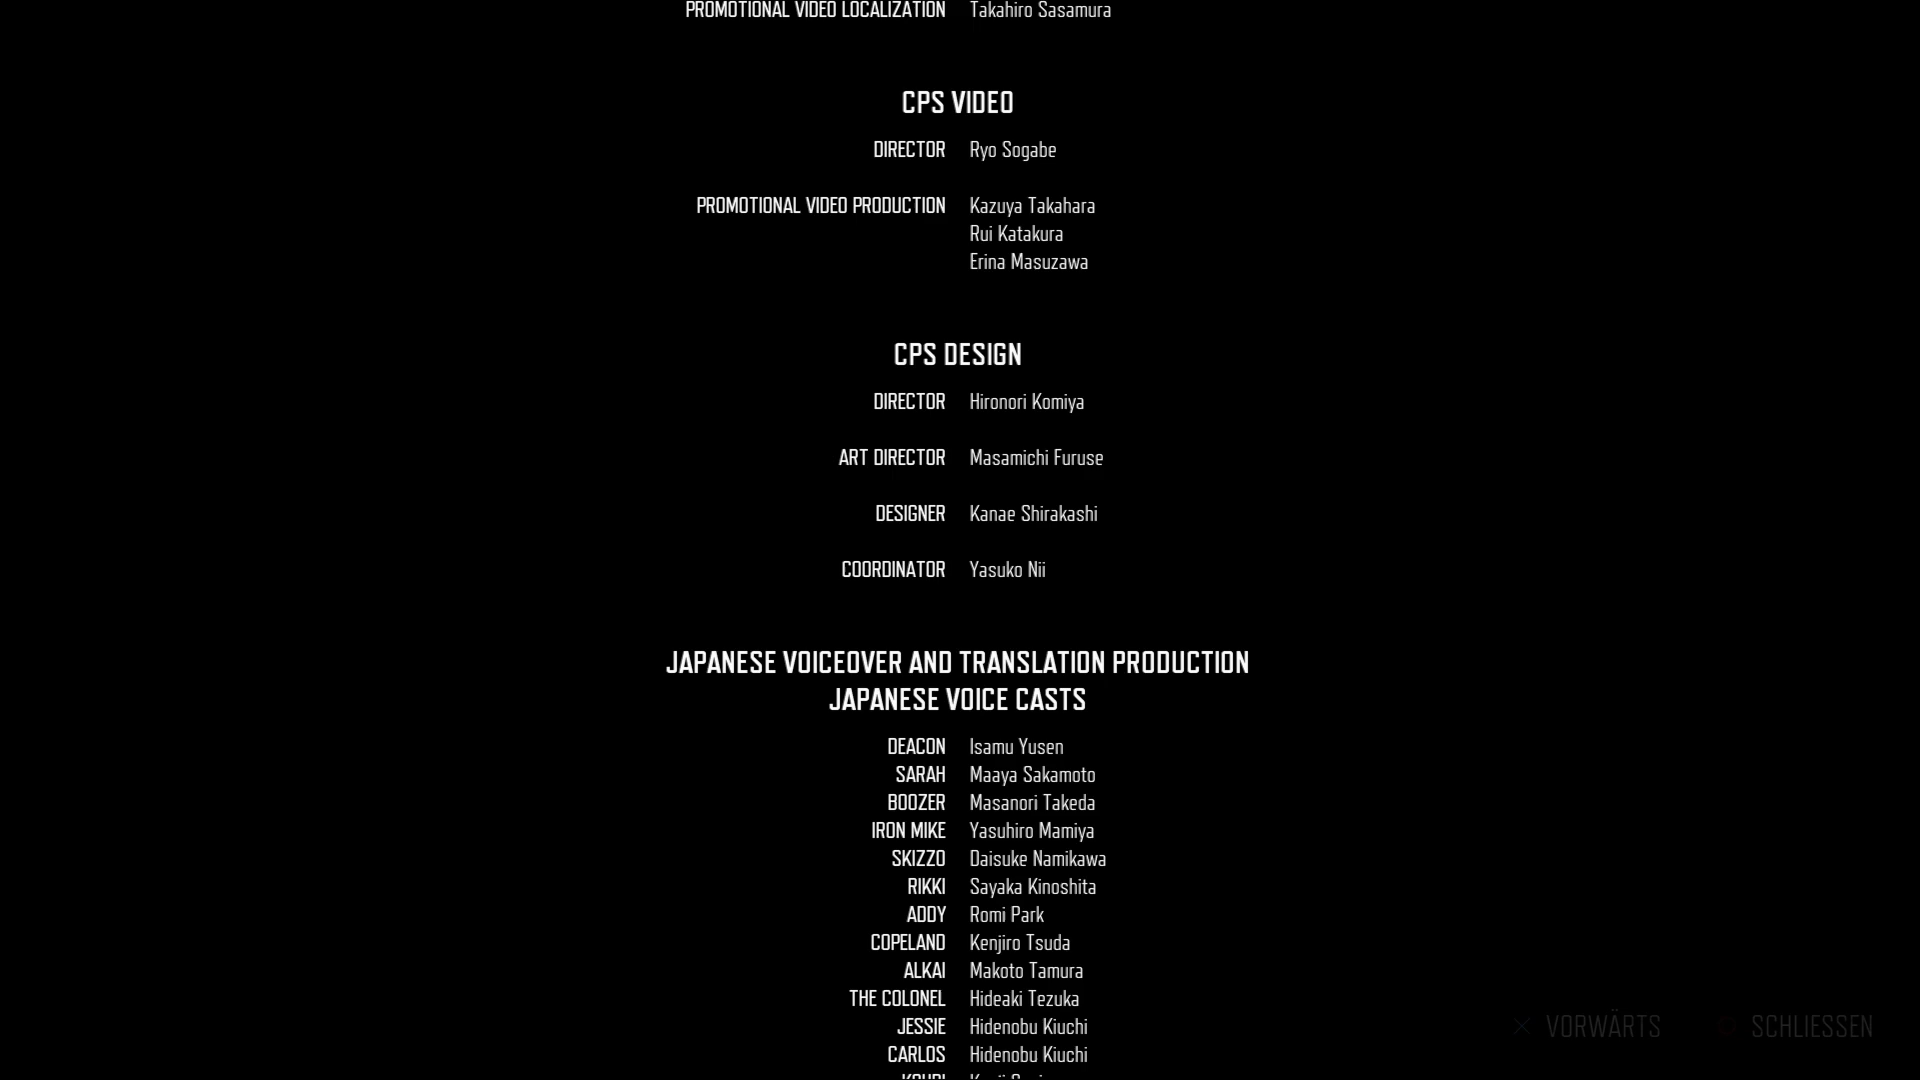 PROMOTIONAL VIDEO LOCALIZATION Takahiro Sasamura
CPS VIDEO
DIRECTOR Ryo Sogabe
PROMOTIONAL VIDEO PRODUCTION Kazuya Takahara
Rui Katakura
Erina Masuzawa
CPS DESIGN
DIRECTOR Hironori Komiya
ART DIRECTOR Masamichi Furuse
DESIGNER Kanae Shirakashi
COORDINATOR Yasuko Nii
JAPANESE VOICEOVER AND TRANSLATION PRODUCTION
JAPANESE VOICE CASTS
DEACON Isamu Yusen
SARAH Maaya Sakamoto
BOOZER Masanori Takeda
IRON MIKE Yasuhiro Mamiya
SKIZZO Daisuke Namikawa
RIKKI Sayaka Kinoshita
ADDY Romi Park
COPELAND Kenjiro Tsuda
ALKAI Makoto Tamura
THE COLONEL Hideaki Tezuka
JESSIE Hidenobu Kiuchi
VORWÄRTS SCHLIESSEN
CARLOS Hidenobu Kiuchi